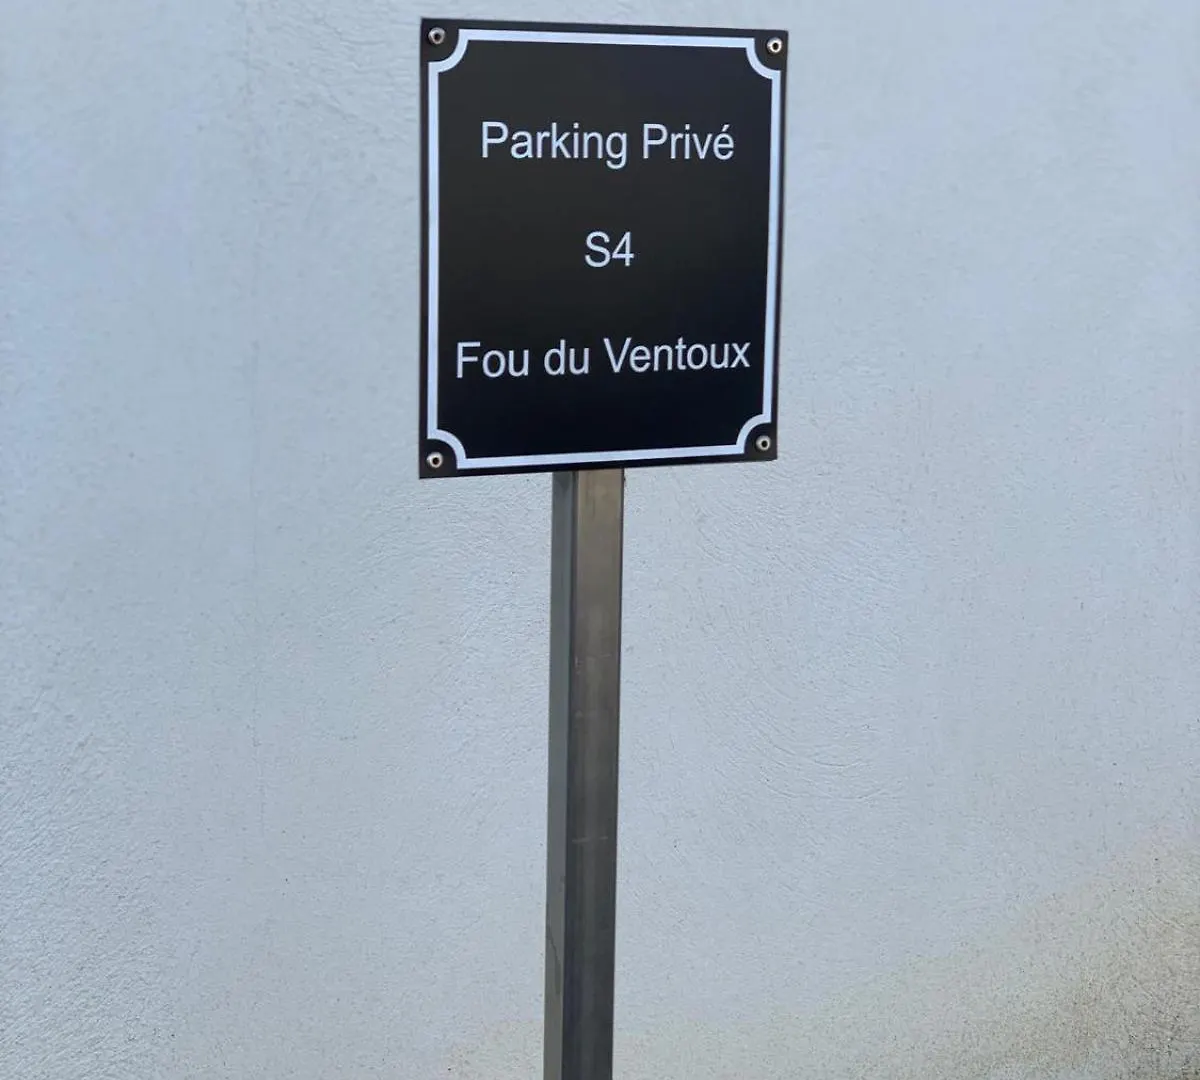 Parking Privé
S4
Fou du Ventoux